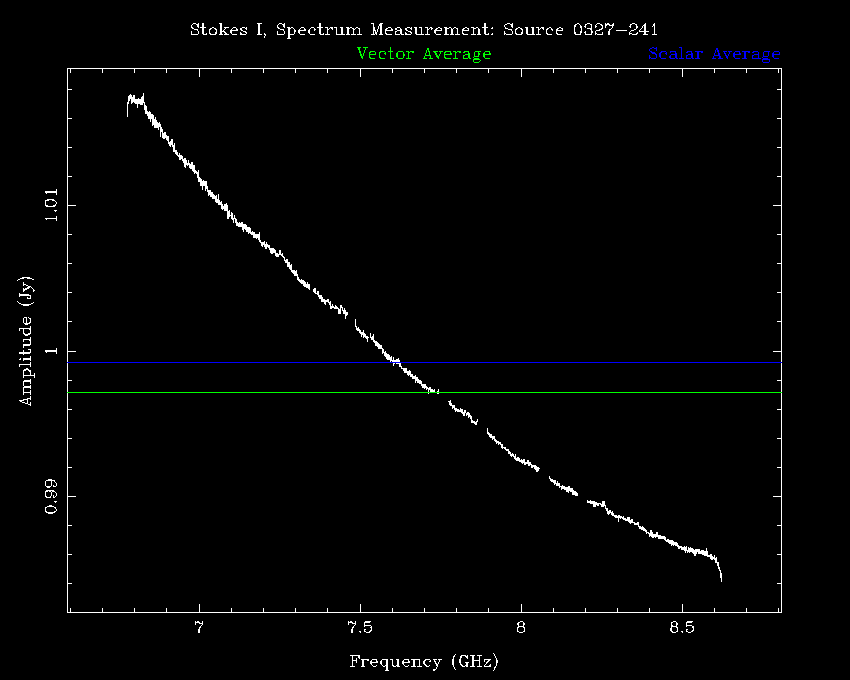 Stokes I, Spectrum Measurement: Source 0327-241
Vector Average
Scalar Average
Amplitude (Jy)
1.01
1
0.99
7
7.5
8
8.5
Frequency (GHz)